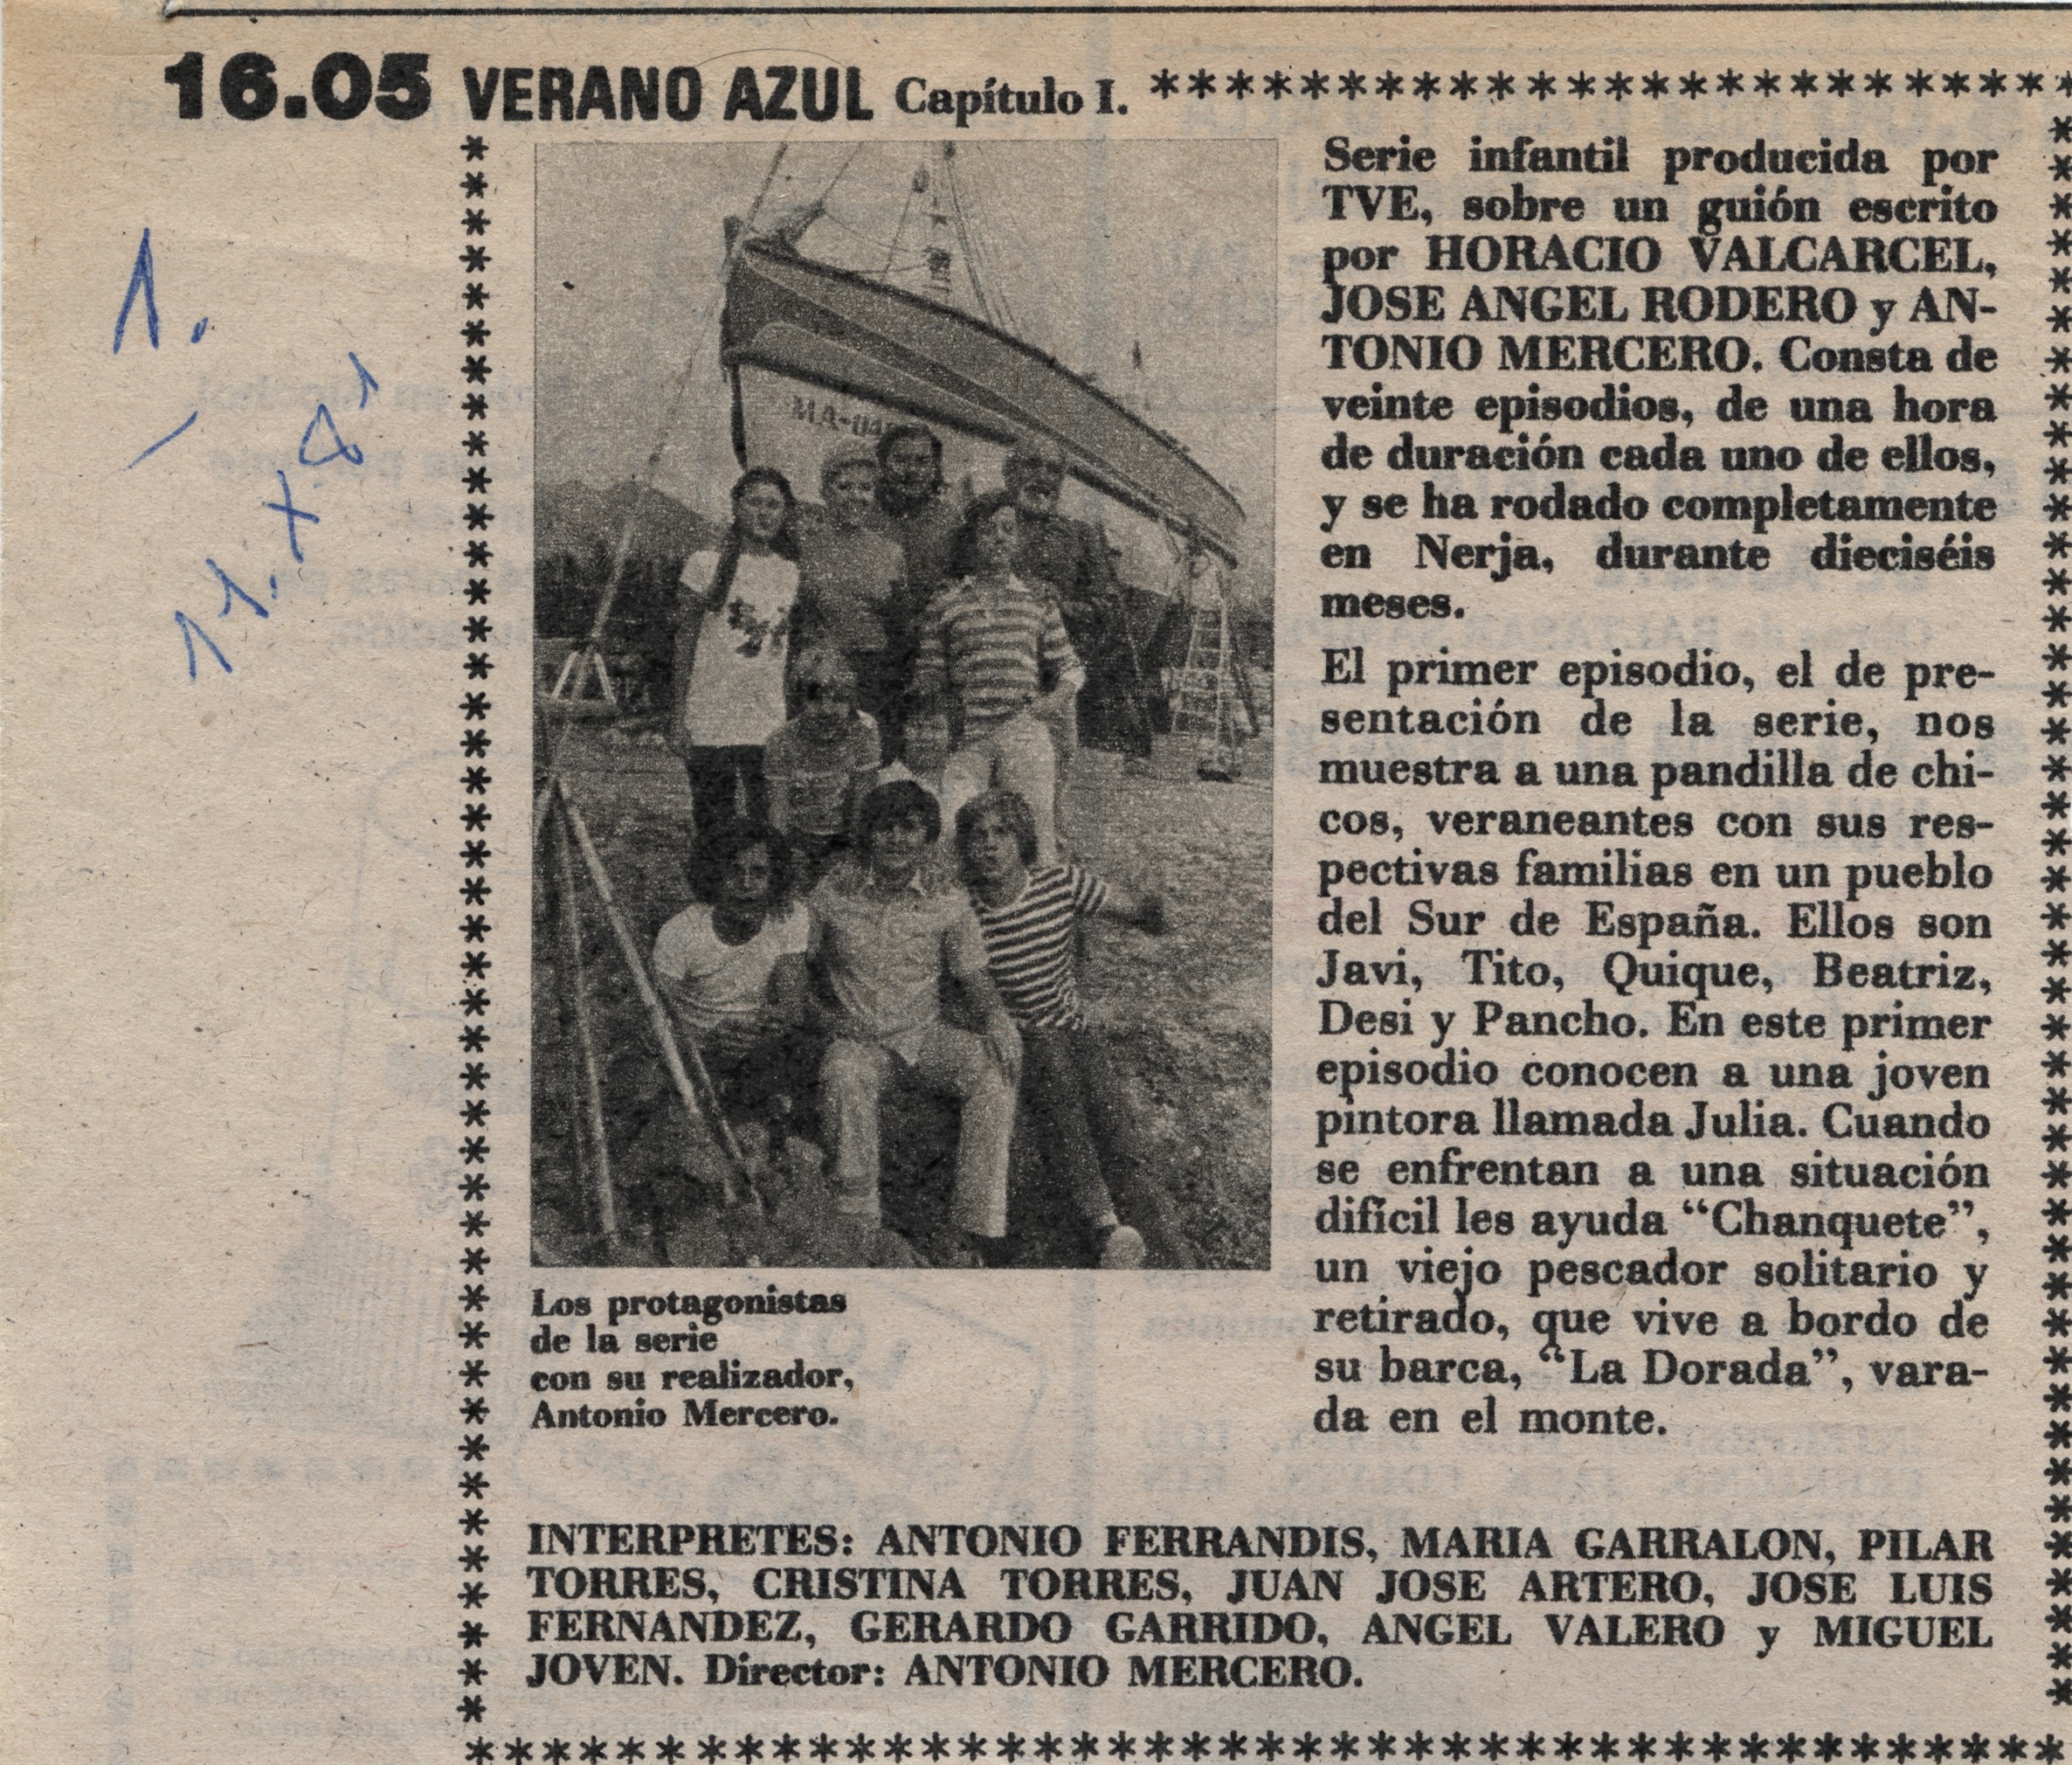 16.05 VERANO AZUL Capítulo I.
1.
11.X.81
MA-04
Serie infantil producida por
TVE, sobre un guión escrito
por HORACIO VALCARCEL,
JOSE ANGEL RODERO y AN-
TONIO MERCERO. Consta de
veinte episodios, de una hora
de duración cada uno de ellos,
y se ha rodado completamente
en Nerja, durante dieciséis
meses.
El primer episodio, el de pre-
sentación de la serie, nos
muestra a una pandilla de chi-
cos, veraneantes con sus res-
pectivas familias en un pueblo
del Sur de España. Ellos son
Javi, Tito, Quique, Beatriz,
Desi y Pancho. En este primer
episodio conocen a una joven
pintora llamada Julia. Cuando
se enfrentan a una situación
difícil les ayuda “Chanquete”,
un viejo pescador solitario y
retirado, que vive a bordo de
su barca, “La Dorada”, vara-
da en el monte.
Los protagonistas
de la serie
con su realizador,
Antonio Mercero.
INTERPRETES: ANTONIO FERRANDIS, MARIA GARRALON, PILAR
TORRES, CRISTINA TORRES, JUAN JOSE ARTERO, JOSE LUIS
FERNANDEZ, GERARDO GARRIDO, ANGEL VALERO y MIGUEL
JOVEN. Director: ANTONIO MERCERO.